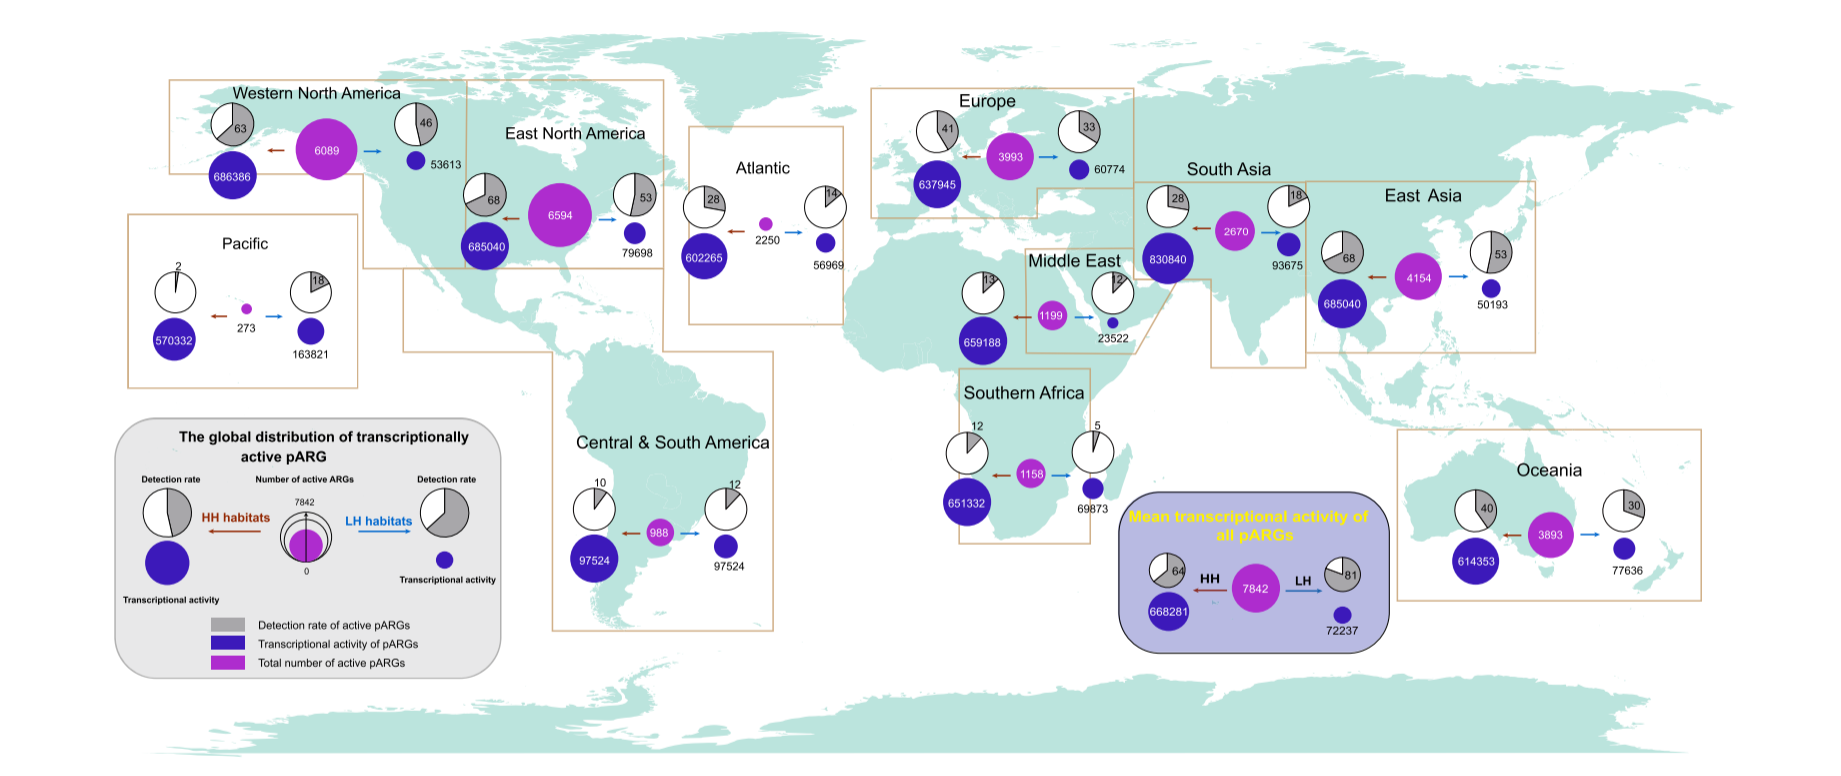 Western North America
63
6089
46
53613
686386
East North America
68
6594
53
685040
79698
Atlantic
28
14
2250
602265
56969
Pacific
2
18
273
570332
163821
Europe
41
3993
33
637945
60774
South Asia
28
18
2670
830840
93675
East Asia
68
4154
53
685040
50193
Middle East
13
12
1199
659188
23522
Southern Africa
12
5
1158
651332
69873
Central & South America
10
12
988
97524
97524
Oceania
40
30
3893
614353
77636
The global distribution of transcriptionally
active pARG
Detection rate
Number of active ARGs
Detection rate
7842
HH habitats
LH habitats
0
Transcriptional activity
Transcriptional activity
Detection rate of active pARGs
Transcriptional activity of pARGs
Total number of active pARGs
Mean transcriptional activity of
all pARGs
64
HH
7842
LH
81
668281
72237